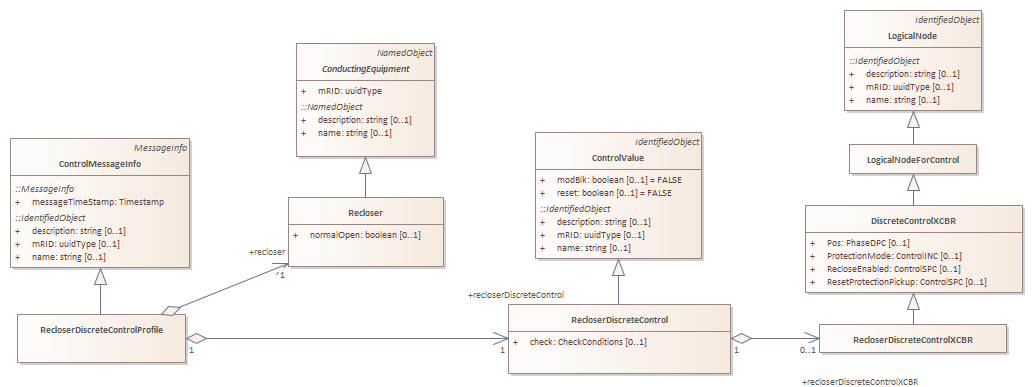 IdentifiedObject
LogicalNode
::IdentifiedObject
+ description: string [0..1]
+ mRID: uuidType [0..1]
+ name: string [0..1]
NamedObject
ConductingEquipment
+ mRID: uuidType
::NamedObject
+ description: string [0..1]
+ name: string [0..1]
MessageInfo
ControlMessageInfo
::MessageInfo
+ messageTimeStamp: Timestamp
::IdentifiedObject
+ description: string [0..1]
+ mRID: uuidType [0..1]
+ name: string [0..1]
IdentifiedObject
ControlValue
+ modBlk: boolean [0..1] = FALSE
+ reset: boolean [0..1] = FALSE
::IdentifiedObject
+ description: string [0..1]
+ mRID: uuidType [0..1]
+ name: string [0..1]
LogicalNodeForControl
Recloser
+ normalOpen: boolean [0..1]
DiscreteControlXCBR
+ Pos: PhaseDPC [0..1]
+ ProtectionMode: ControlINC [0..1]
+ RecloseEnabled: ControlSPC [0..1]
+ ResetProtectionPickup: ControlSPC [0..1]
+recloser
1
+recloserDiscreteControl
RecloserDiscreteControlProfile
1
1
RecloserDiscreteControl
+ check: CheckConditions [0..1]
1
0..1
RecloserDiscreteControlXCBR
+recloserDiscreteControlXCBR